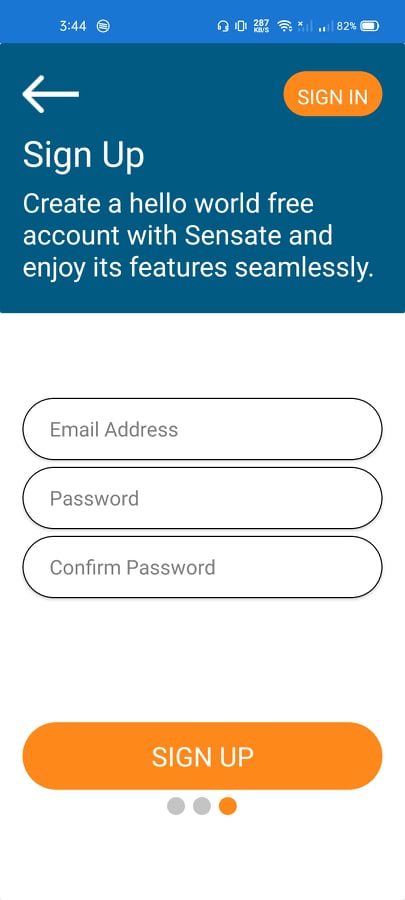 3:44
287
KB/S
82%
SIGN IN
Sign Up
Create a hello world free
account with Sensate and
enjoy its features seamlessly.
Email Address
Password
Confirm Password
SIGN UP